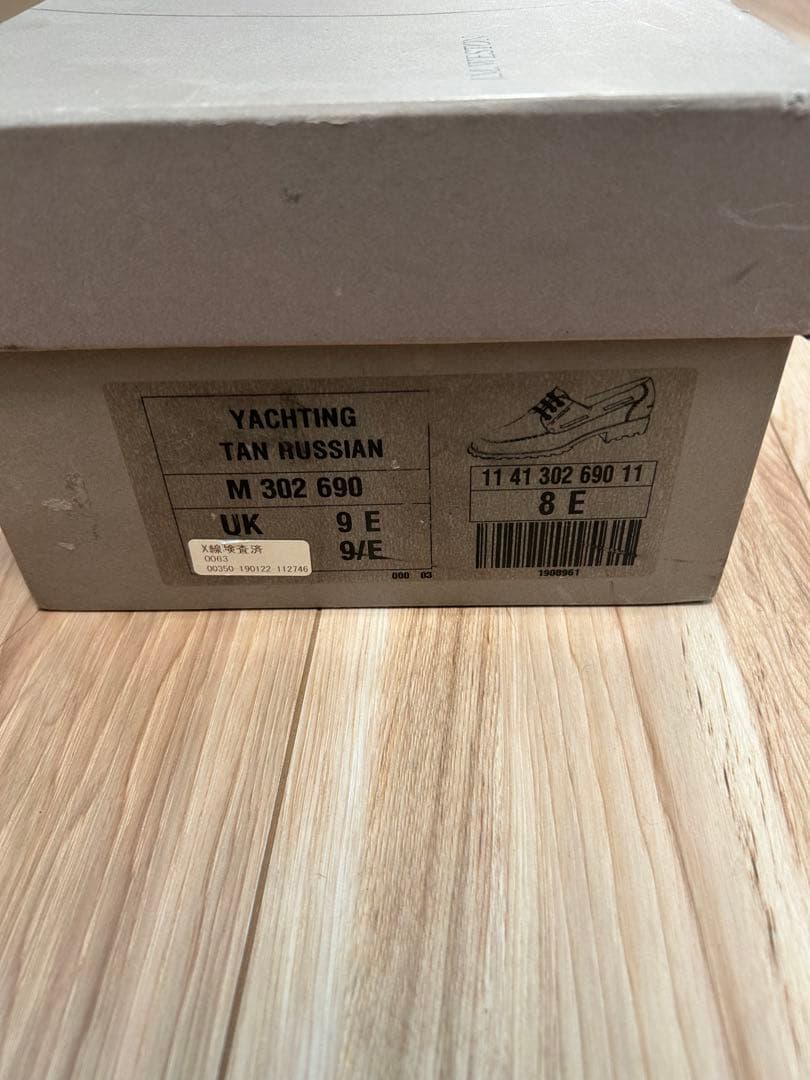 J.M. WESTON
YACHTING
TAN RUSSIAN
M 302 690
UK 9 E
9/E
X線検査済
0063
00350 190122 112746
000 03
11 41 302 690 11
8 E
1908961